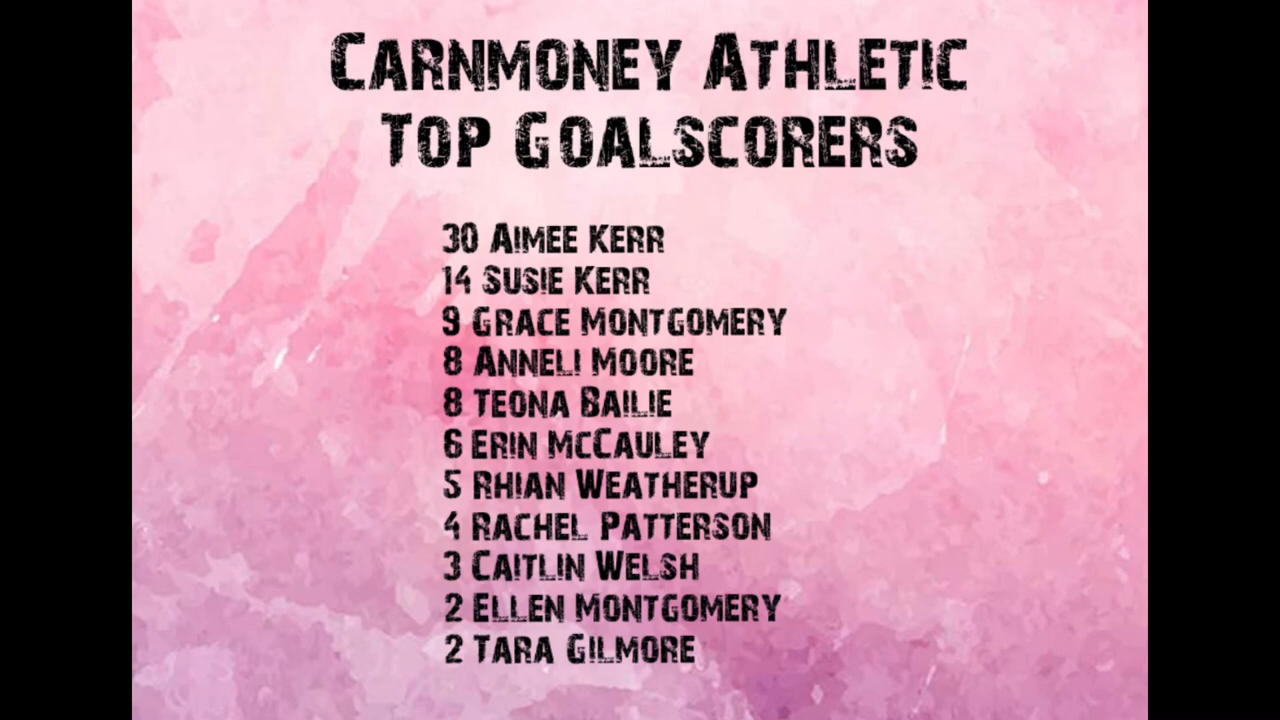 Carnmoney Athletic
Top Goalscorers
30 Aimee Kerr
14 Susie Kerr
9 Grace Montgomery
8 Anneli Moore
8 Teona Bailie
6 Erin McCauley
5 Rhian Weatherup
4 Rachel Patterson
3 Caitlin Welsh
2 Ellen Montgomery
2 Tara Gilmore